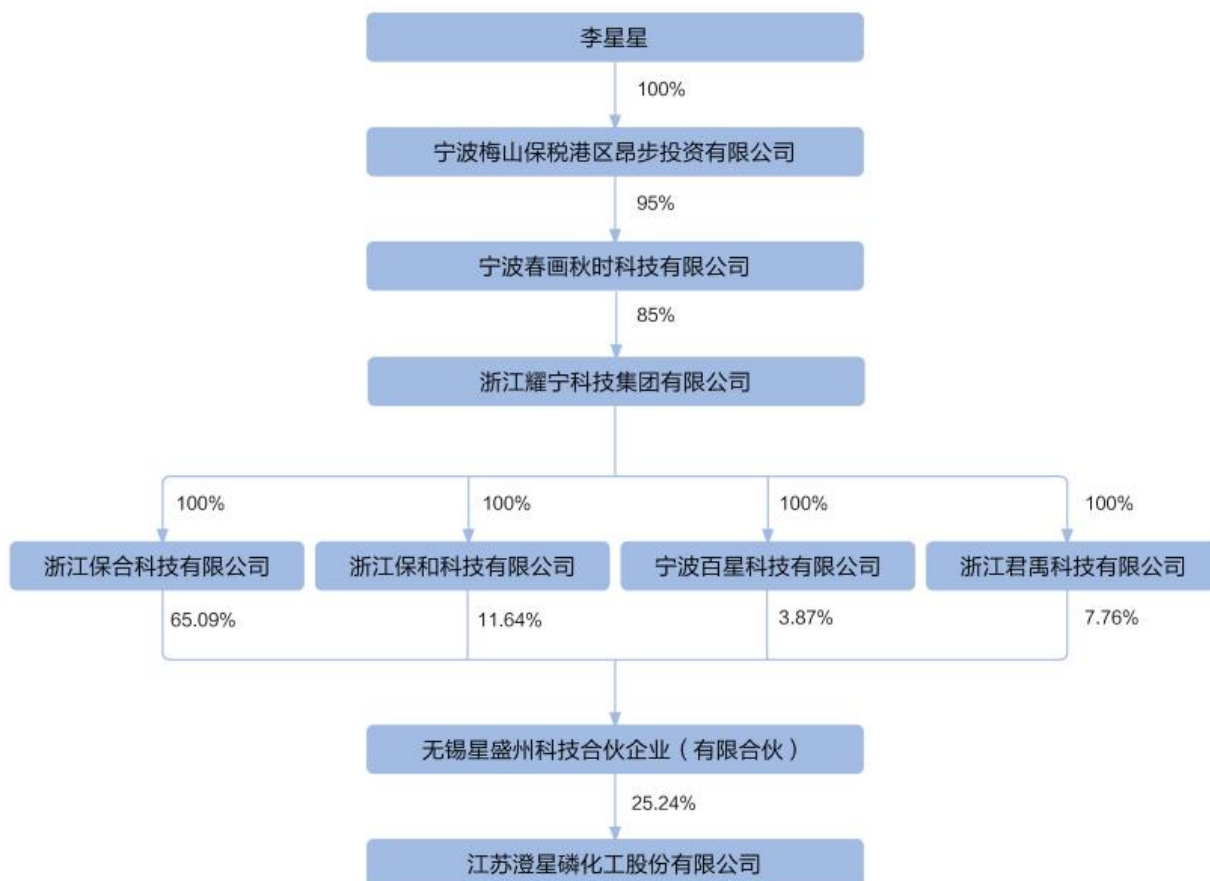 李星星
100%
宁波梅山保税港区昂步投资有限公司
95%
宁波春画秋时科技有限公司
85%
浙江耀宁科技集团有限公司
100% 100% 100% 100%
浙江保合科技有限公司 浙江保和科技有限公司 宁波百星科技有限公司 浙江君禹科技有限公司
65.09% 11.64% 3.87% 7.76%
无锡星盛州科技合伙企业（有限合伙）
25.24%
江苏澄星磷化工股份有限公司